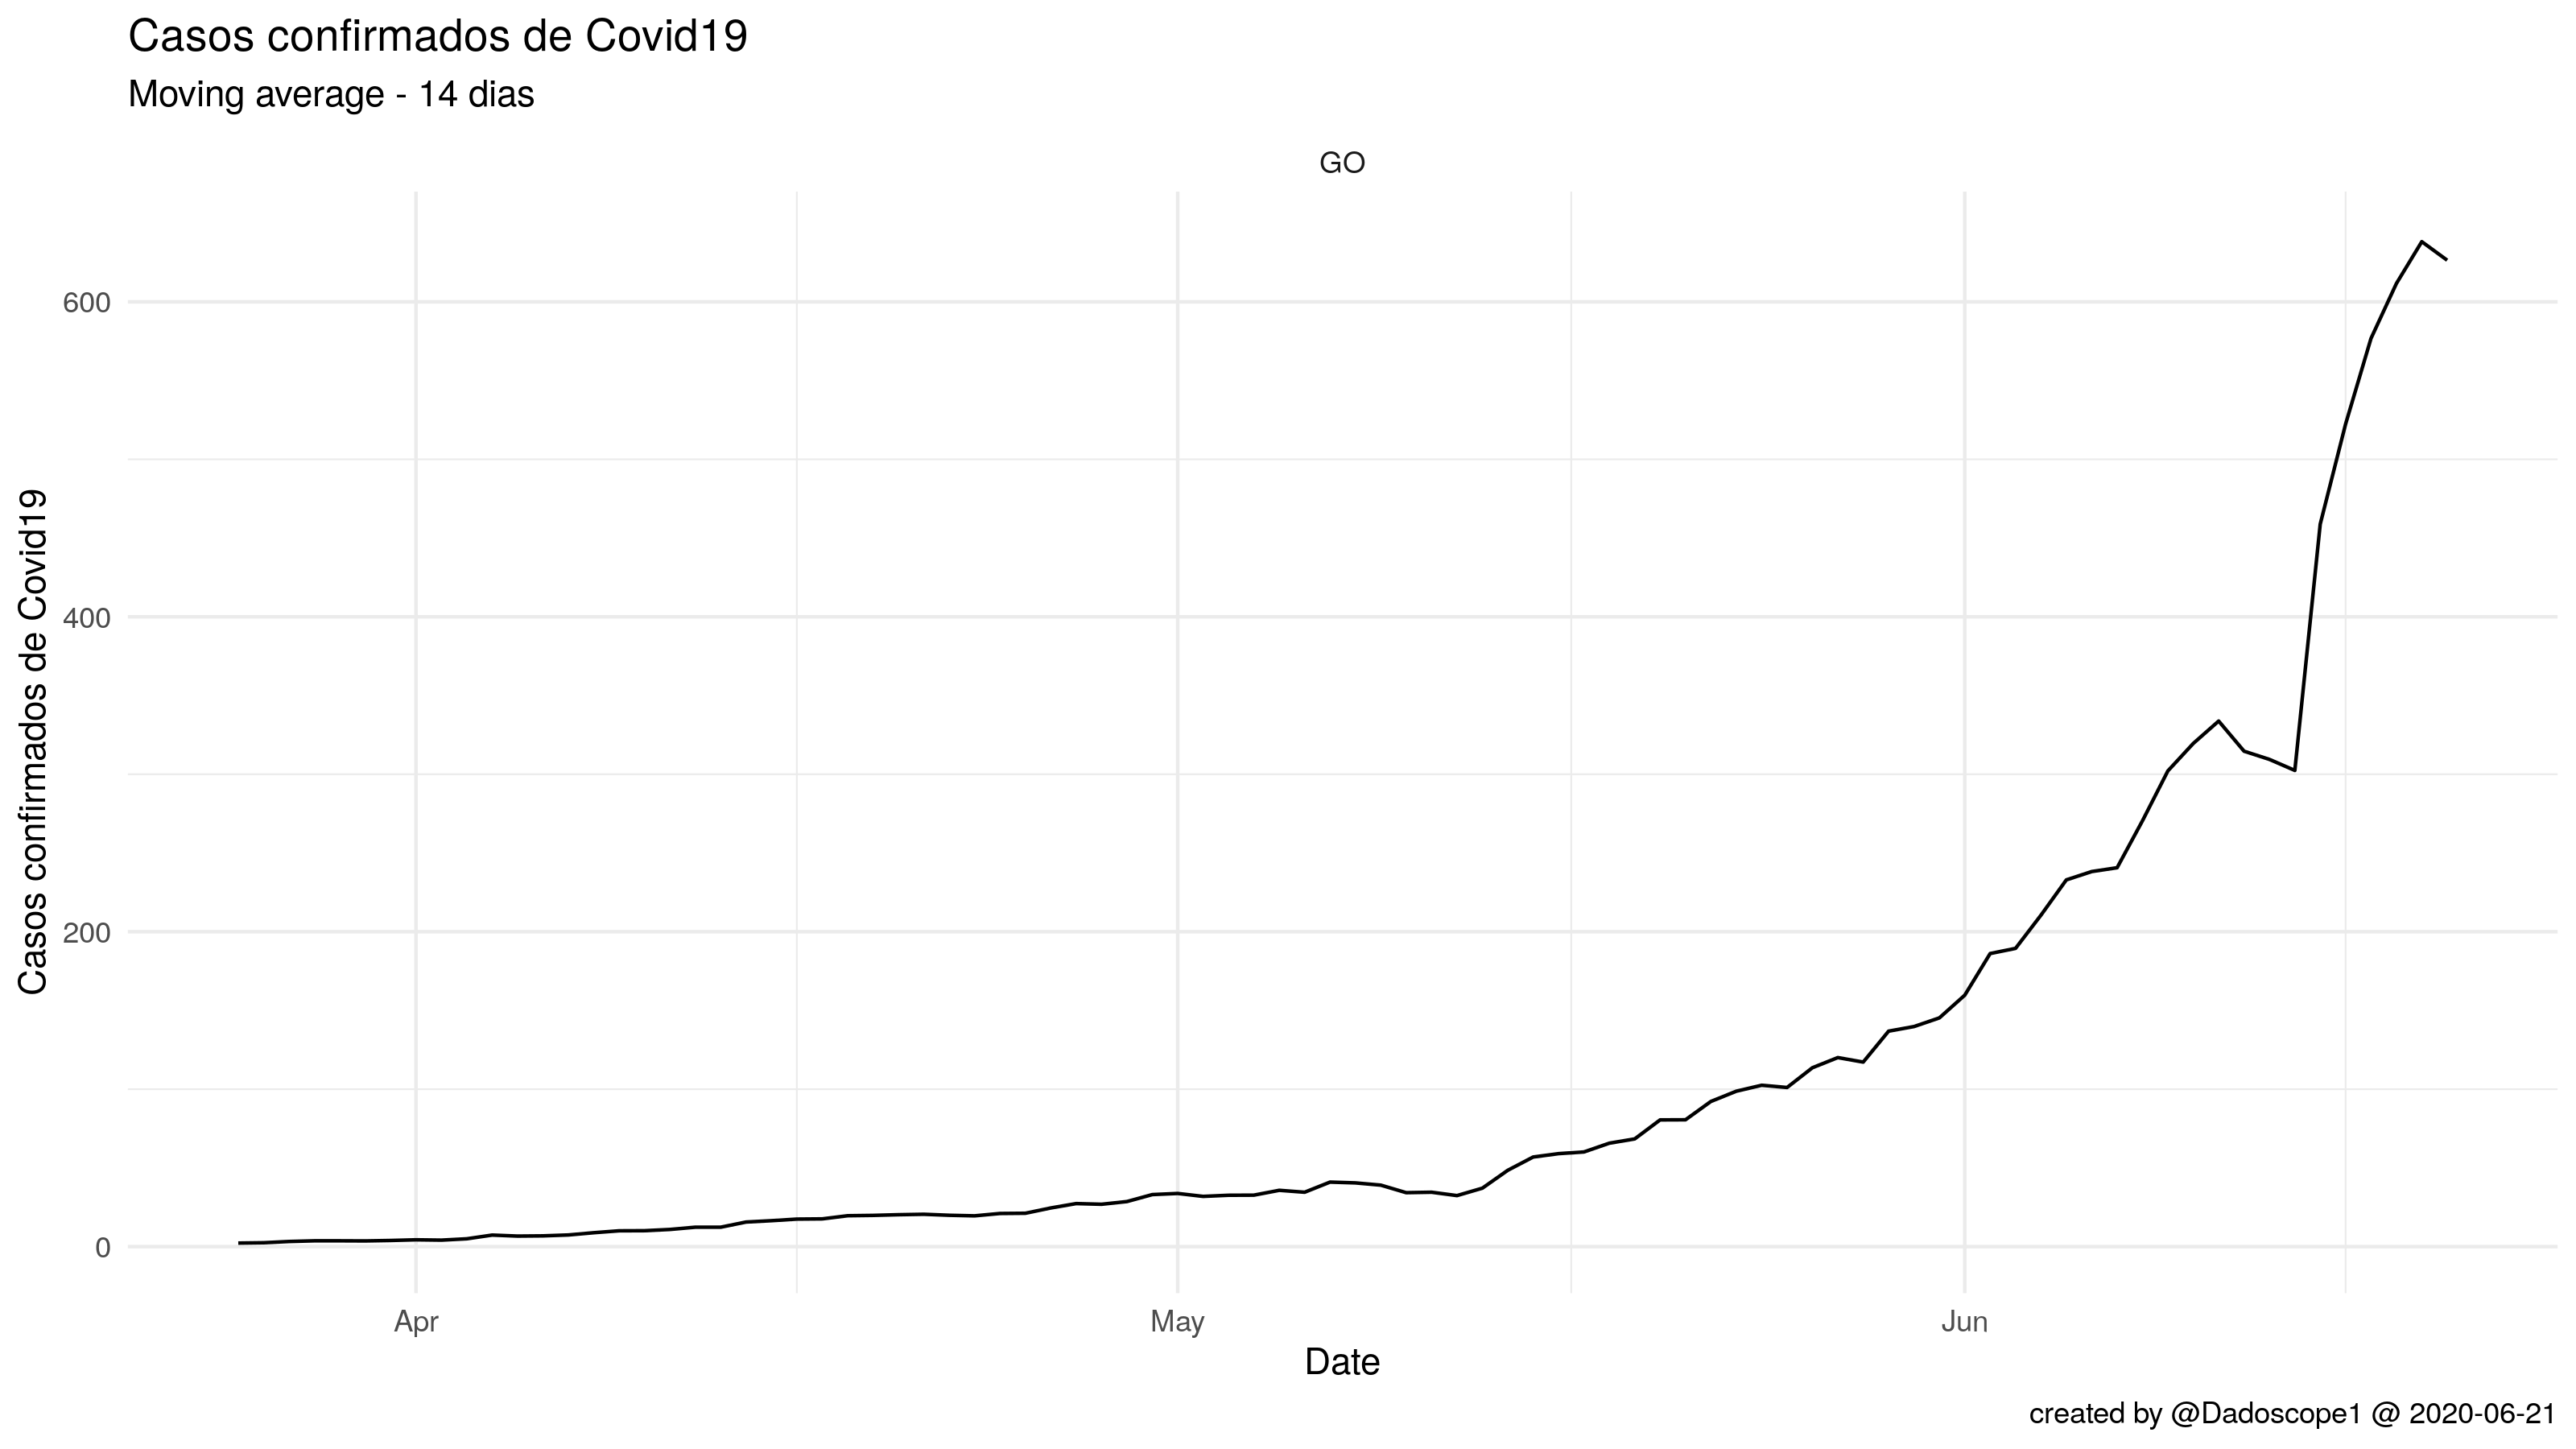 Casos confirmados de Covid19
Moving average - 14 dias
GO
Casos confirmados de Covid19
600
400
200
0
Apr
May
Jun
Date
created by @Dadoscope1 @ 2020-06-21